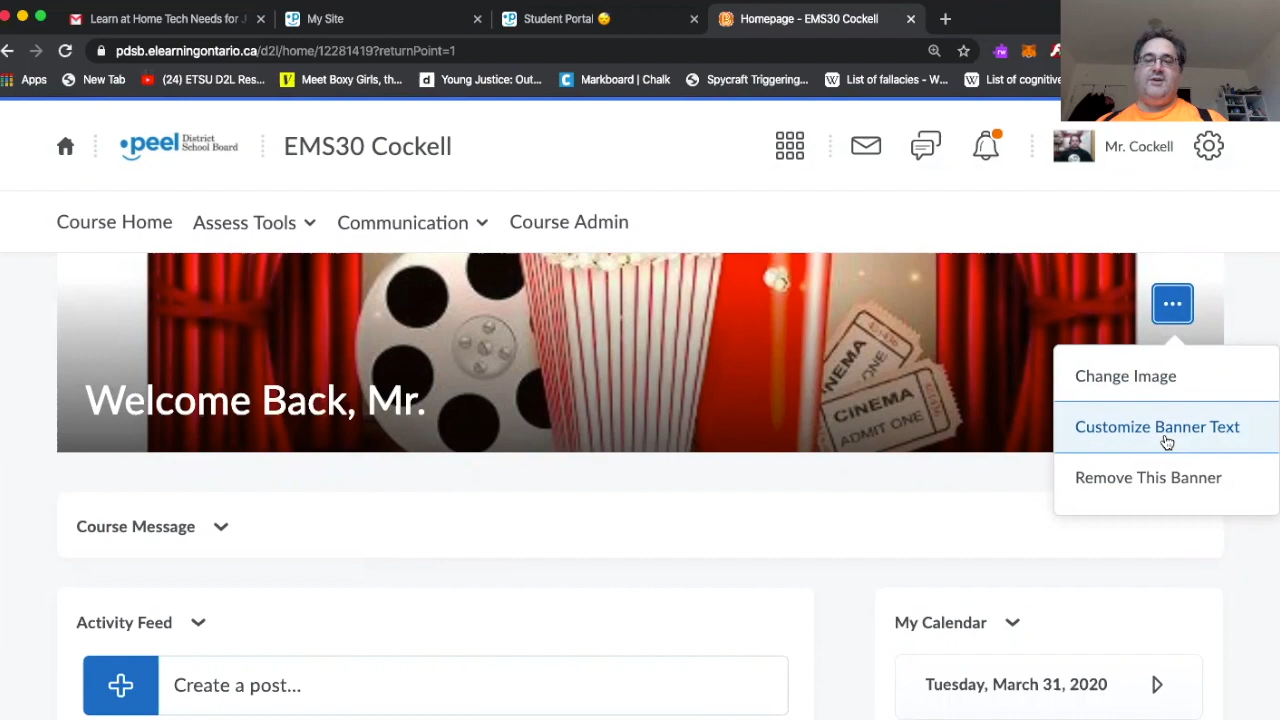 Learn at Home Tech Needs for J
My Site
Student Portal
Homepage - EMS30 Cockell
pdsb.elearningontario.ca/d2l/home/12281419?returnPoint=1
Apps
New Tab
(24) ETSU D2L Res...
Meet Boxy Girls, th...
Young Justice: Out...
Markboard | Chalk
Spycraft Triggering...
List of fallacies - W...
List of cognitive
peel District
School Board
EMS30 Cockell
Mr. Cockell
Course Home
Assess Tools
Communication
Course Admin
CINEMA
CINEMA
ADMIT ONE
Welcome Back, Mr.
Change Image
Customize Banner Text
Remove This Banner
Course Message
Activity Feed
My Calendar
Create a post...
Tuesday, March 31, 2020